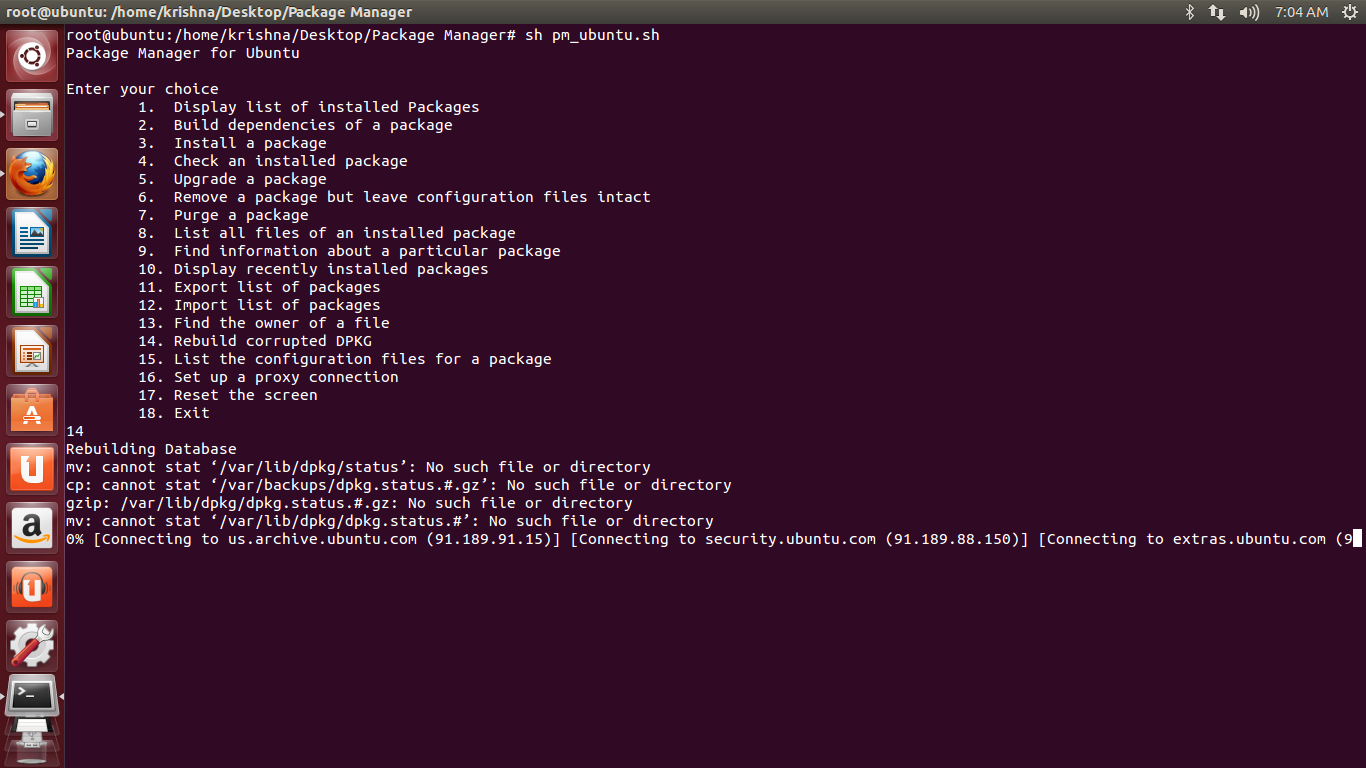 root@ubuntu: /home/krishna/Desktop/Package Manager 7:04 AM
root@ubuntu:/home/krishna/Desktop/Package Manager# sh pm_ubuntu.sh
Package Manager for Ubuntu
Enter your choice
1. Display list of installed Packages
2. Build dependencies of a package
3. Install a package
4. Check an installed package
5. Upgrade a package
6. Remove a package but leave configuration files intact
7. Purge a package
8. List all files of an installed package
9. Find information about a particular package
10. Display recently installed packages
11. Export list of packages
12. Import list of packages
13. Find the owner of a file
14. Rebuild corrupted DPKG
15. List the configuration files for a package
16. Set up a proxy connection
17. Reset the screen
18. Exit
14
Rebuilding Database
mv: cannot stat ‘/var/lib/dpkg/status’: No such file or directory
cp: cannot stat ‘/var/backups/dpkg.status.#.gz’: No such file or directory
gzip: /var/lib/dpkg/dpkg.status.#.gz: No such file or directory
mv: cannot stat ‘/var/lib/dpkg/dpkg.status.#’: No such file or directory
0% [Connecting to us.archive.ubuntu.com (91.189.91.15)] [Connecting to security.ubuntu.com (91.189.88.150)] [Connecting to extras.ubuntu.com (9